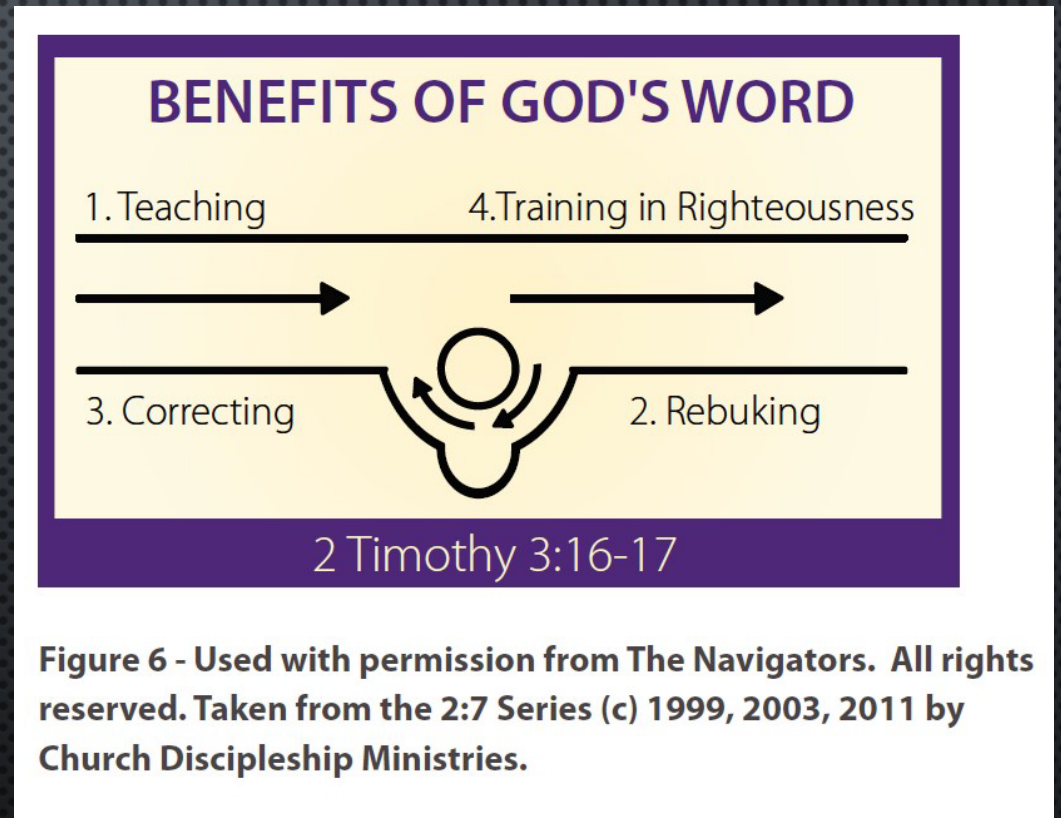 BENEFITS OF GOD'S WORD
1. Teaching
4.Training in Righteousness
3. Correcting
2. Rebuking
2 Timothy 3:16-17
Figure 6 - Used with permission from The Navigators.  All rights
reserved. Taken from the 2:7 Series (c) 1999, 2003, 2011 by
Church Discipleship Ministries.